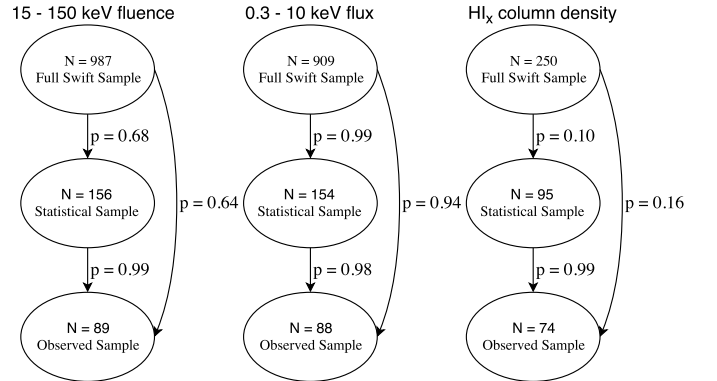 15 - 150 keV fluence
N = 987
Full Swift Sample
p = 0.68
N = 156
Statistical Sample
p = 0.64
p = 0.99
N = 89
Observed Sample
0.3 - 10 keV flux
N = 909
Full Swift Sample
p = 0.99
N = 154
Statistical Sample
p = 0.94
p = 0.98
N = 88
Observed Sample
HIx column density
N = 250
Full Swift Sample
p = 0.10
N = 95
Statistical Sample
p = 0.16
p = 0.99
N = 74
Observed Sample